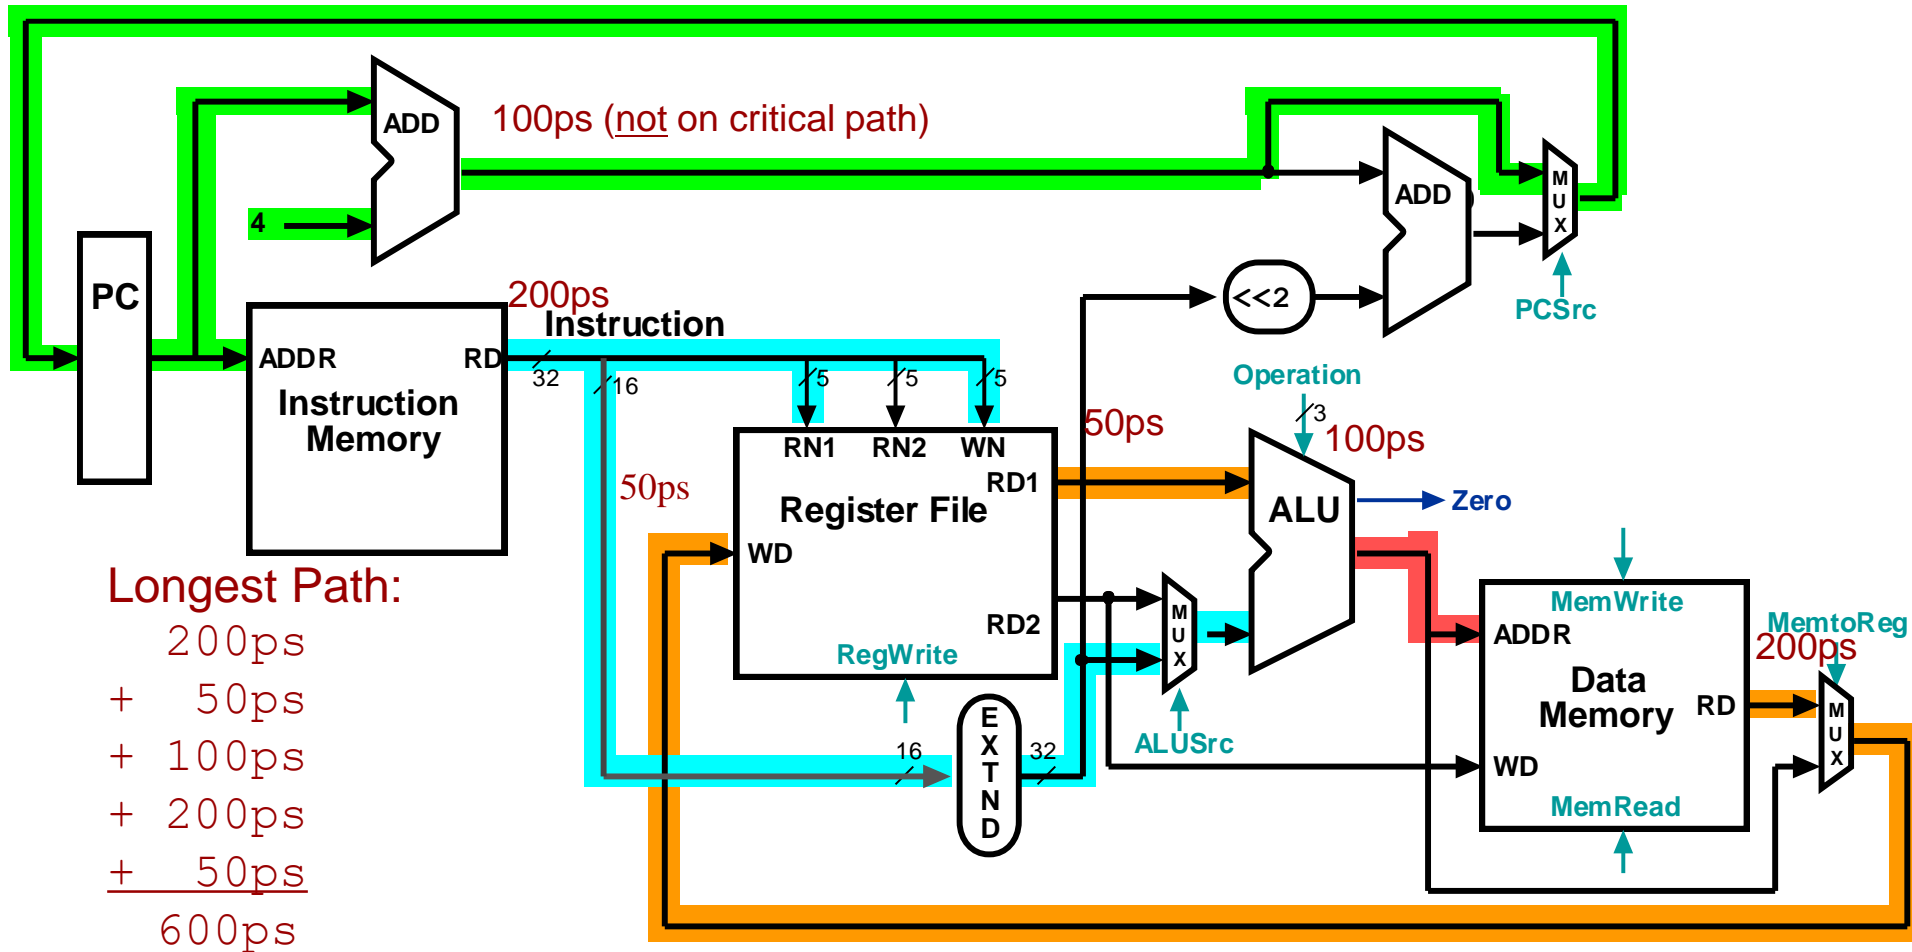 ADD
100ps (not on critical path)
4
ADD
M
U
X
PCSrc
PC
200ps
Instruction
<<2
ADDR
RD
32
16
5
5
5
Instruction
Memory
Operation
3
RN1
RN2
WN
50ps
100ps
50ps
RD1
Register File
ALU
Zero
WD
Longest Path:
200ps
+ 50ps
+ 100ps
+ 200ps
+ 50ps
600ps
RD2
RegWrite
M
U
X
ALUSrc
MemWrite
ADDR
MemtoReg
200ps
Data
Memory
RD
M
U
X
E
X
T
N
D
16
32
WD
MemRead